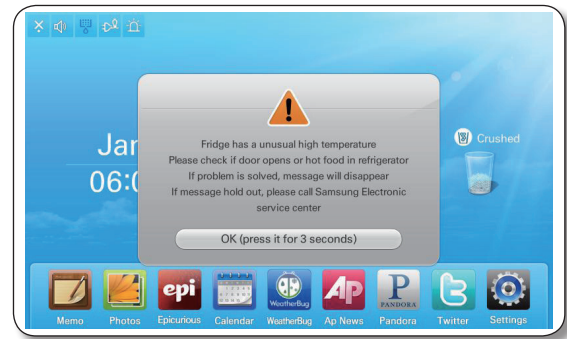 Jan
06:0
Crushed
Fridge has a unusual high temperature
Please check if door opens or hot food in refrigerator
If problem is solved, message will disappear
If message hold out, please call Samsung Electronic
service center
OK (press it for 3 seconds)
epi
WeatherBug
AP
P
PANDORA
Memo
Photos
Epicurious
Calendar
WeatherBug
Ap News
Pandora
Twitter
Settings